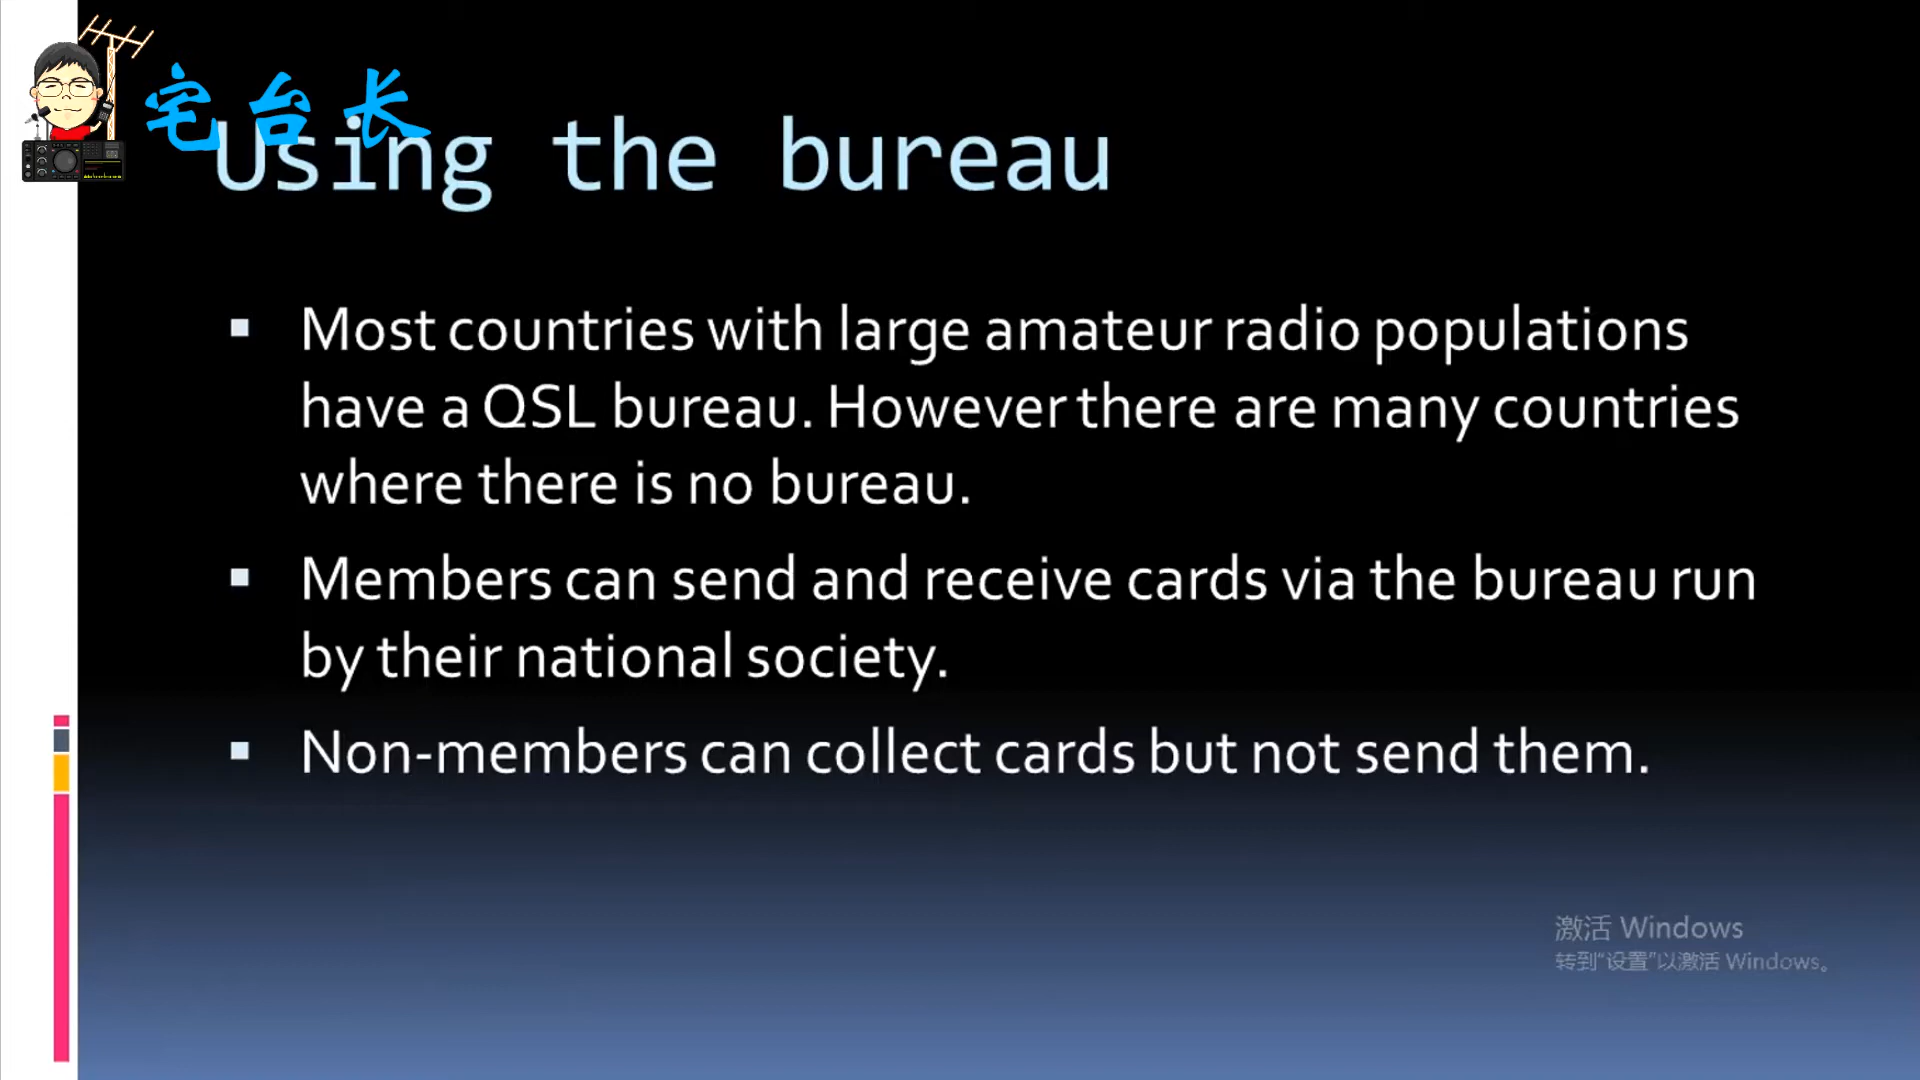 宅台长
Using the bureau
Most countries with large amateur radio populations
have a QSL bureau. However there are many countries
where there is no bureau.
Members can send and receive cards via the bureau run
by their national society.
Non-members can collect cards but not send them.
激活 Windows
转到“设置”以激活 Windows。